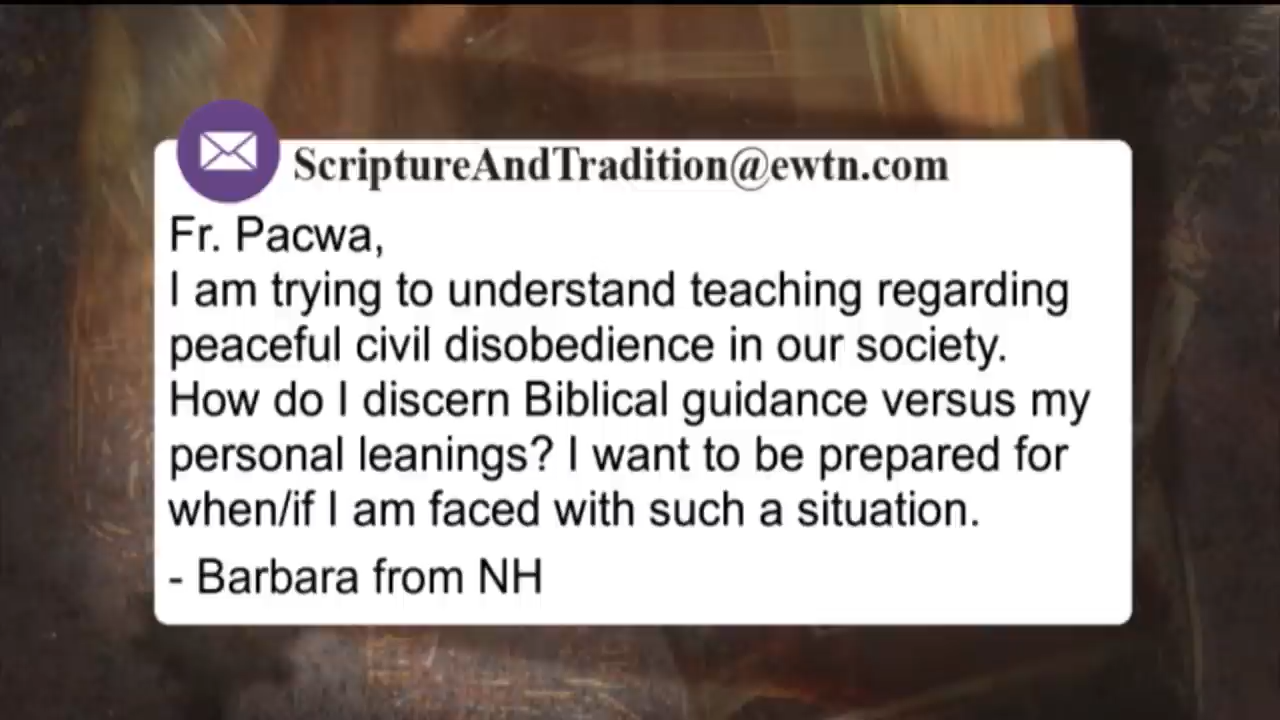 ScriptureAndTradition@ewtn.com
Fr. Pacwa,
I am trying to understand teaching regarding
peaceful civil disobedience in our society.
How do I discern Biblical guidance versus my
personal leanings? I want to be prepared for
when/if I am faced with such a situation.
- Barbara from NH